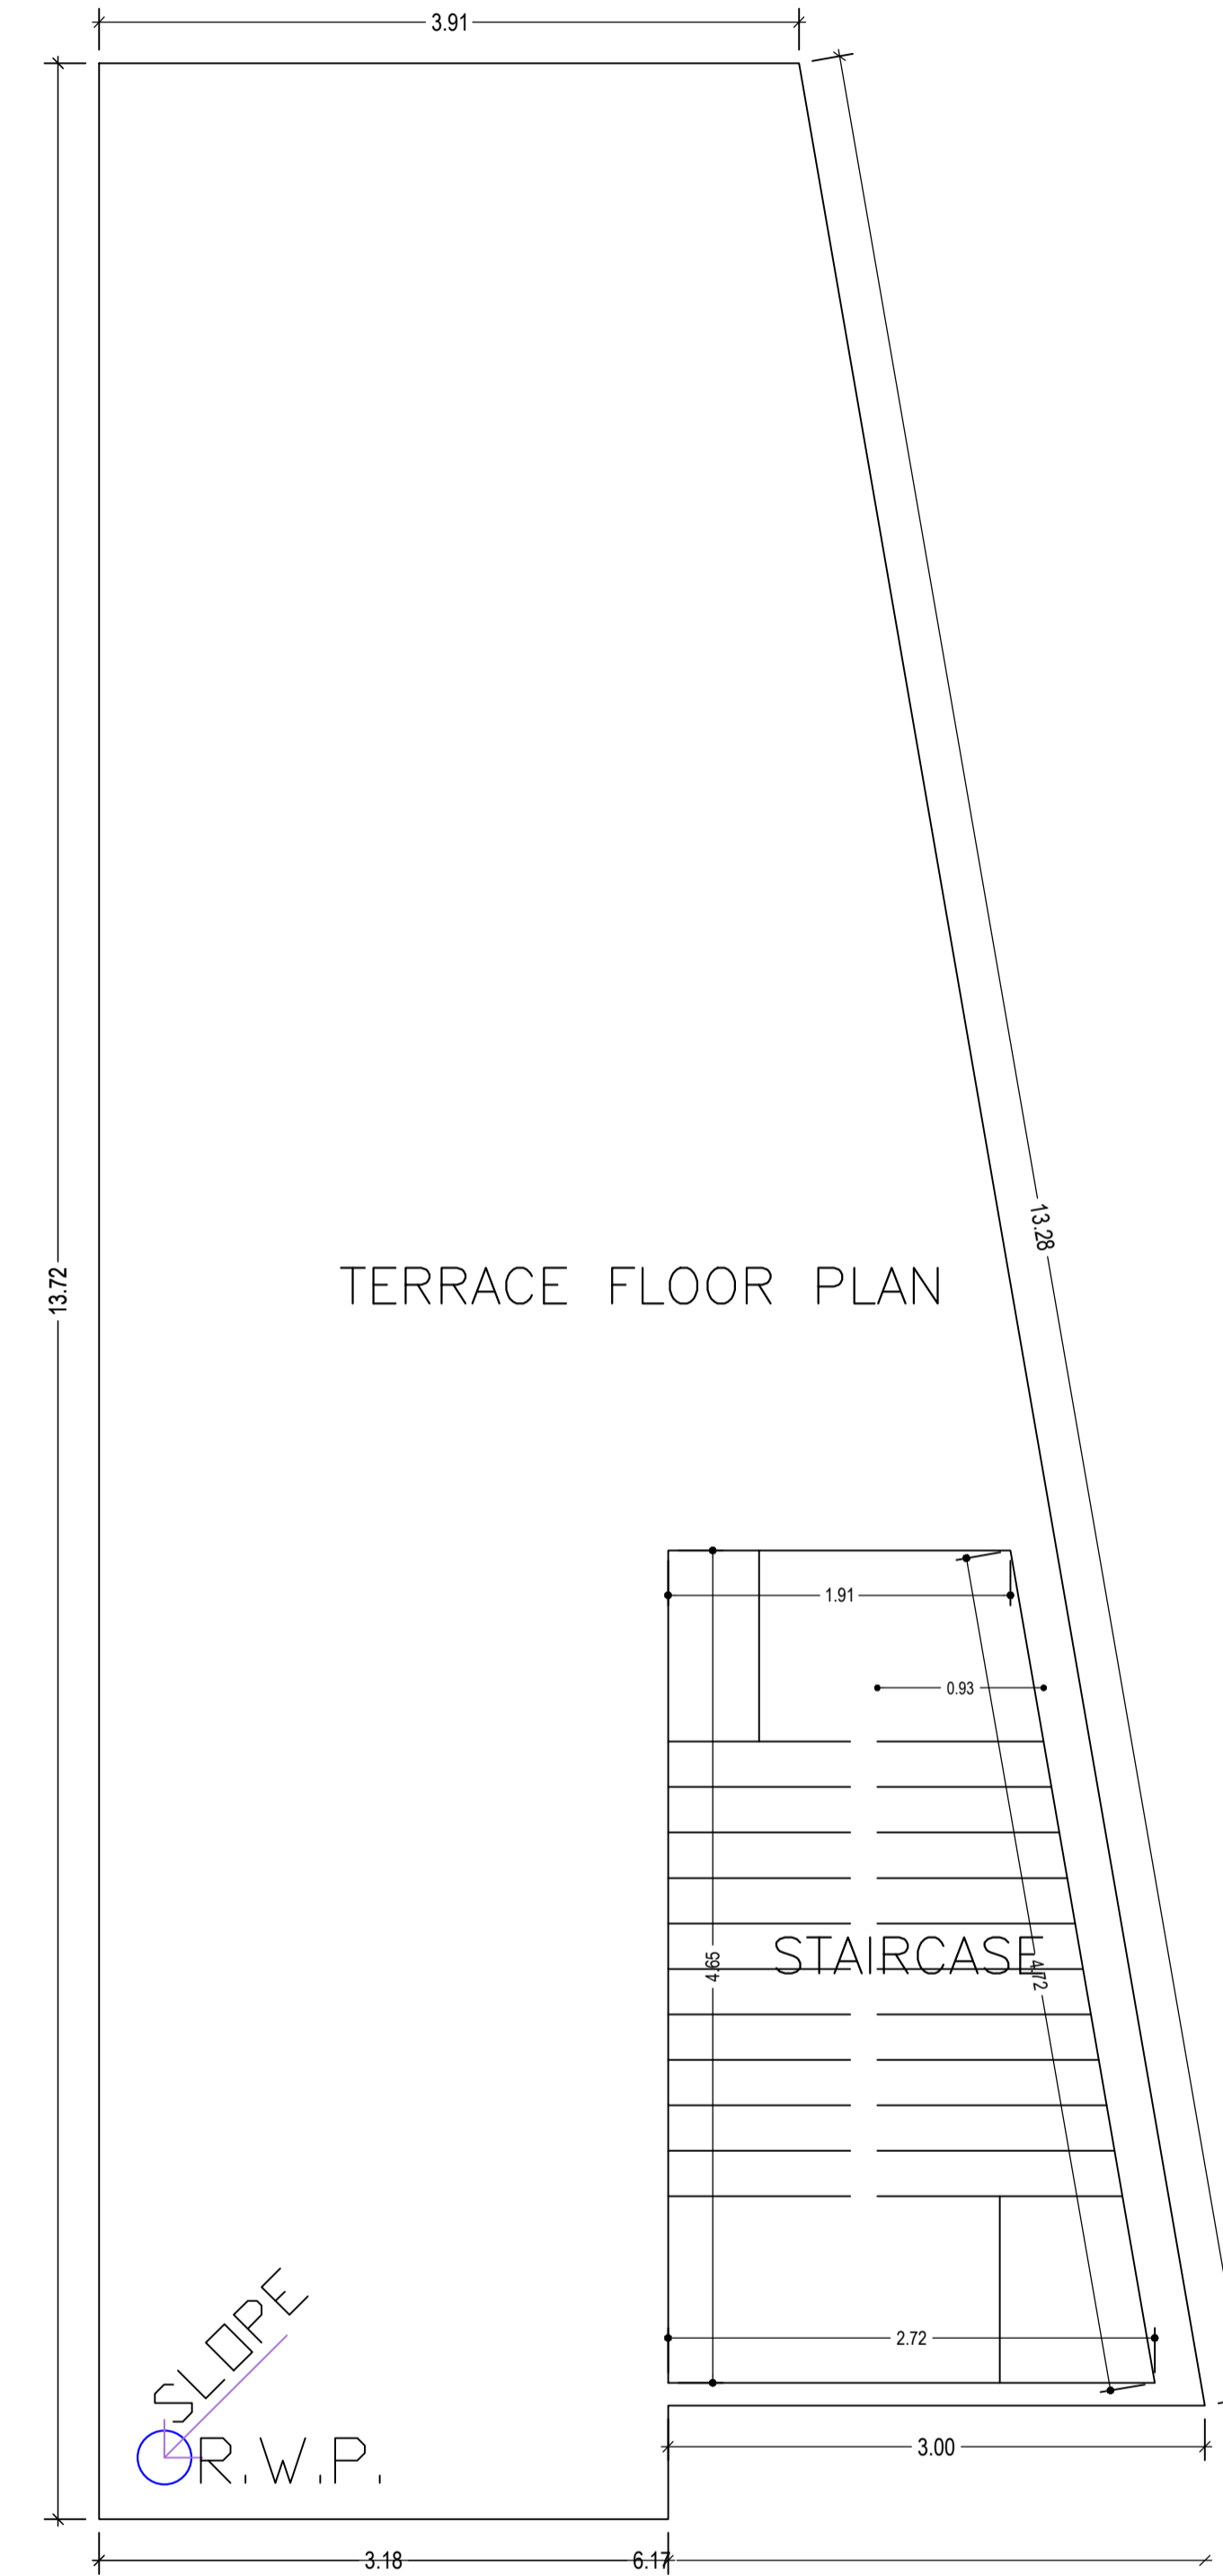 3.91
13.28
13.72
TERRACE FLOOR PLAN
1.91
0.93
4.65
STAIRCASE
4.72
2.72
SLOPE
R.W.P.
3.00
3.18
6.17